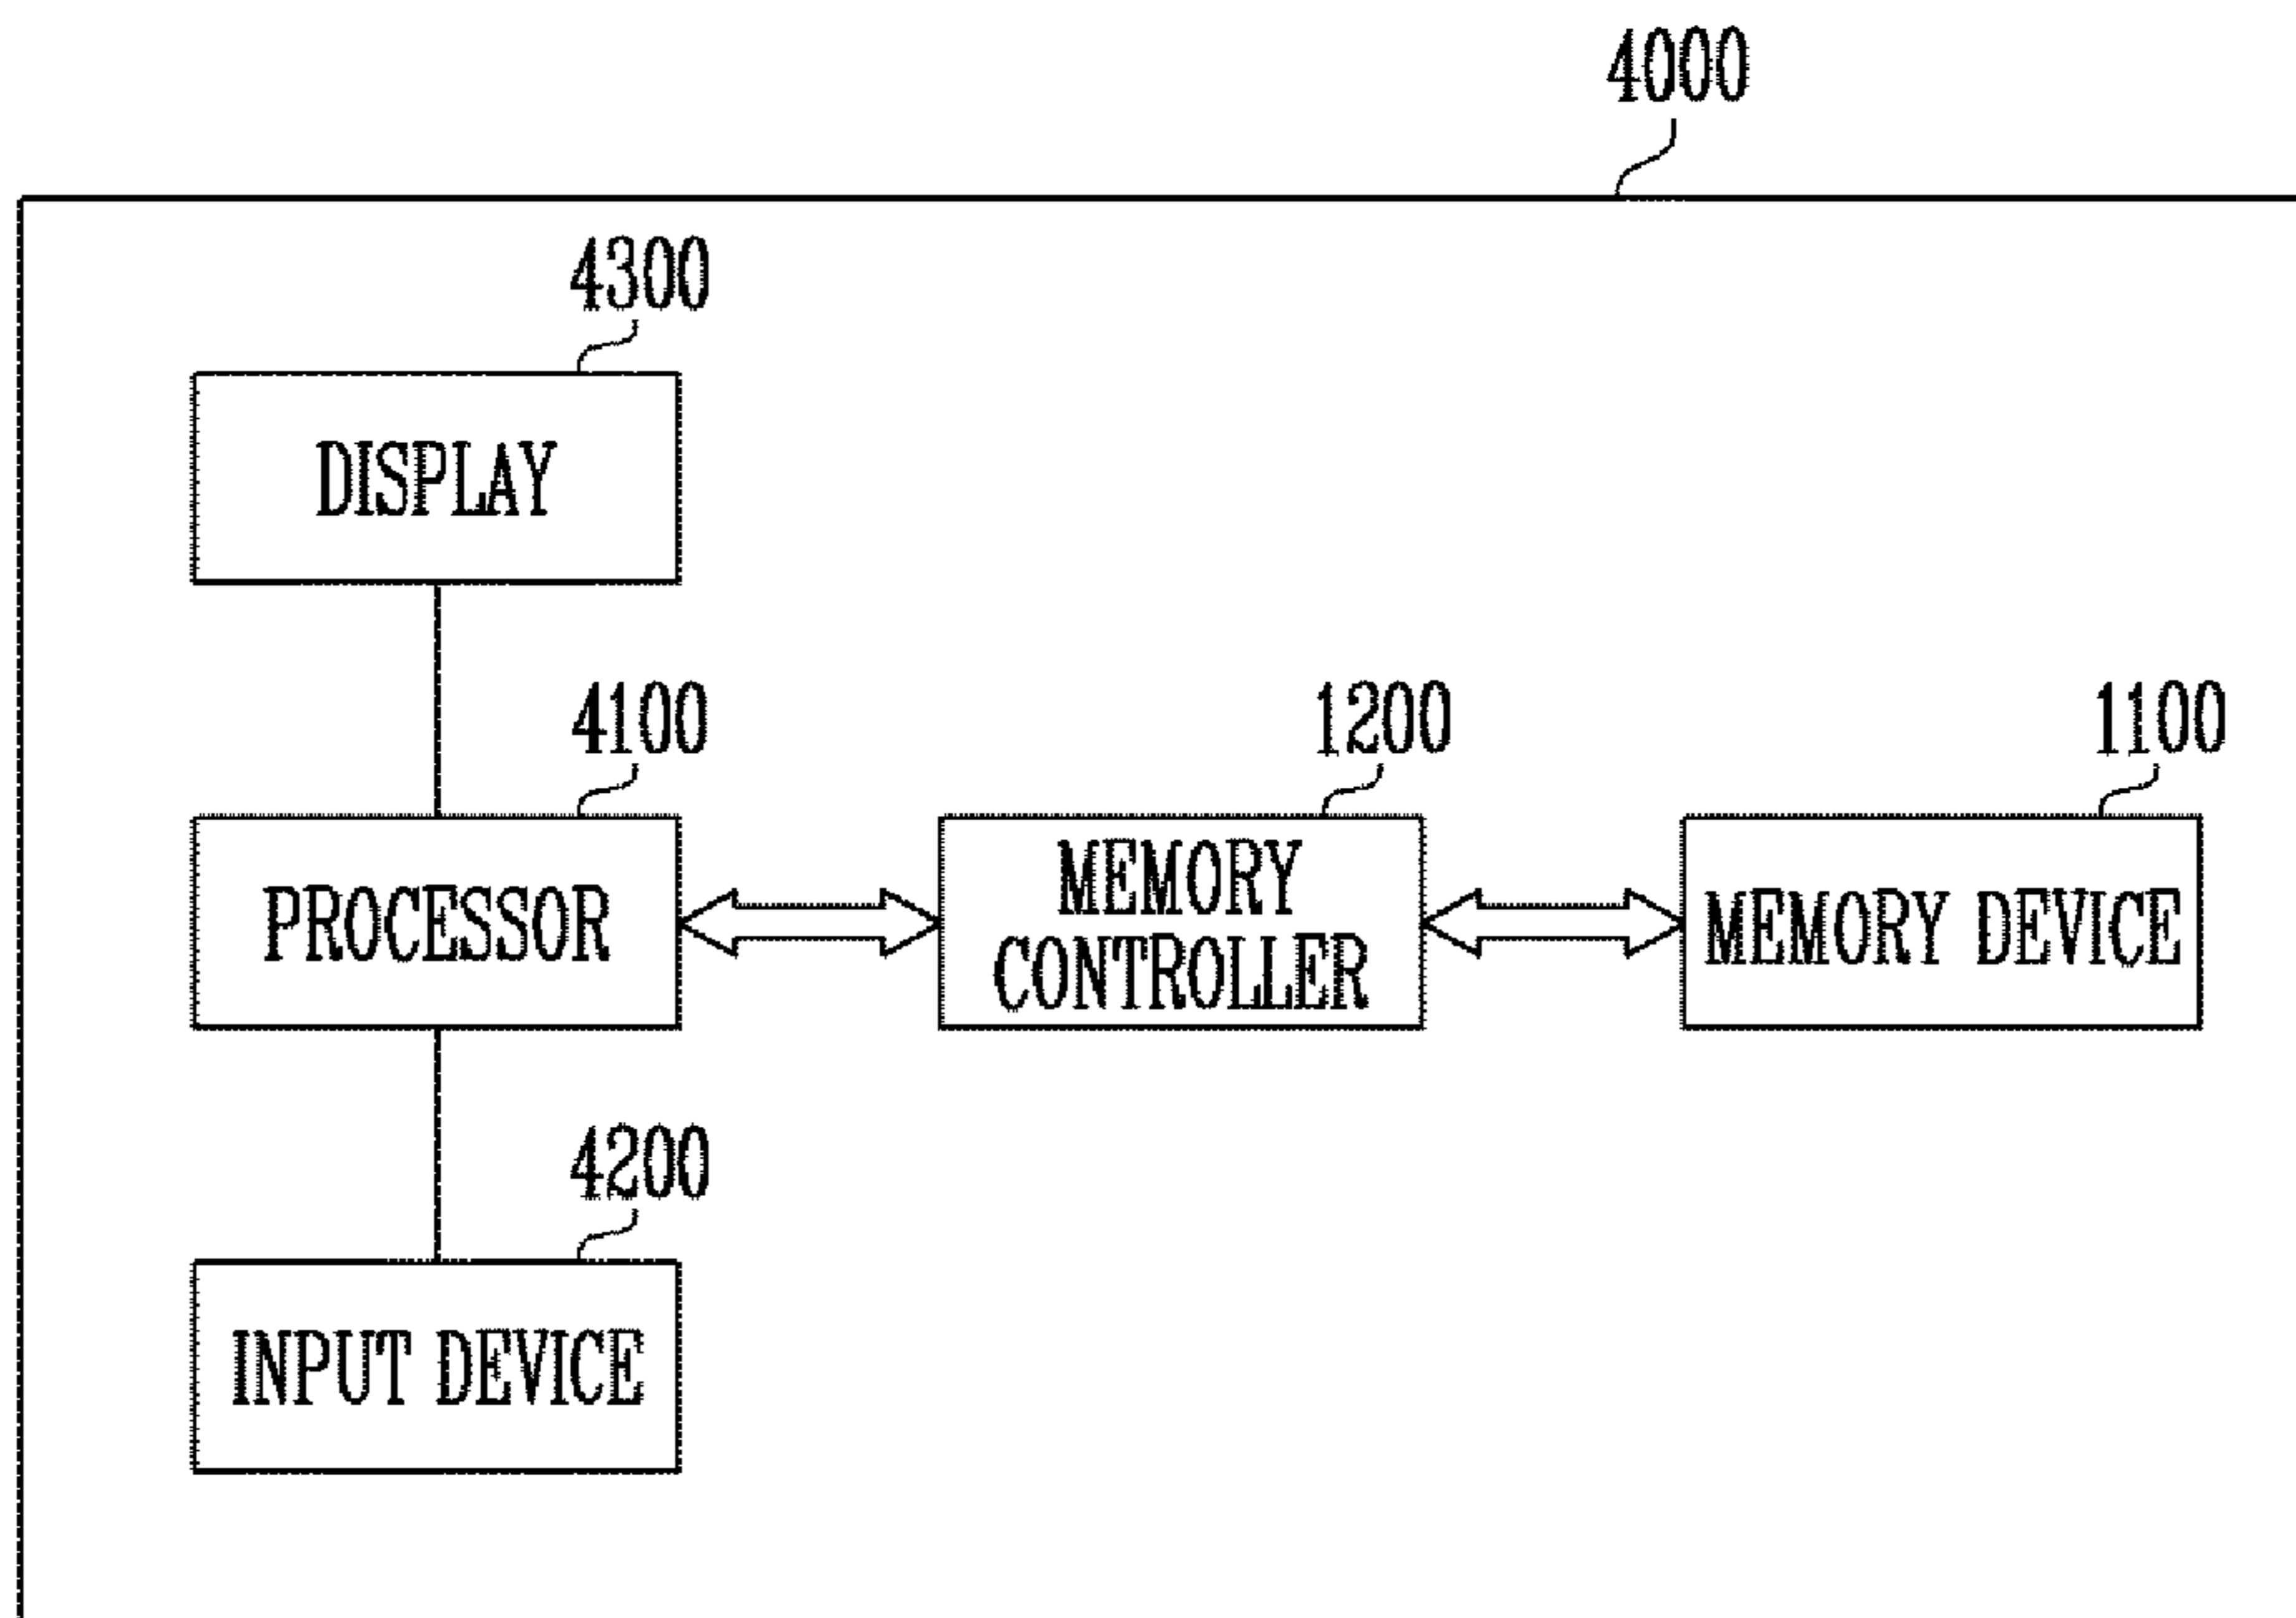 4000
4300
DISPLAY
4100
1200
1100
PROCESSOR
MEMORY
CONTROLLER
MEMORY DEVICE
4200
INPUT DEVICE